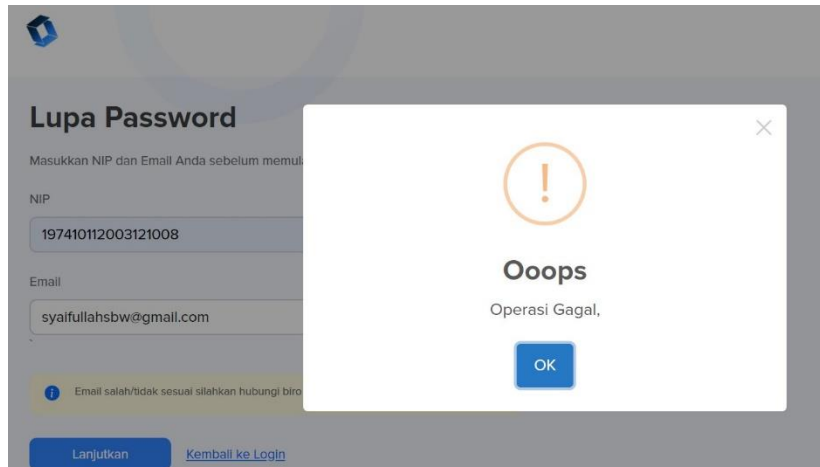 Lupa Password
Masukkan NIP dan Email Anda sebelum
NIP
197410112003121008
Email
syaifullahsbw@gmail.com
Email salah/tidak sesuai silahkan hubungi biro
Lanjutkan
Kembali ke Login
!
Ooops
Operasi Gagal,
OK